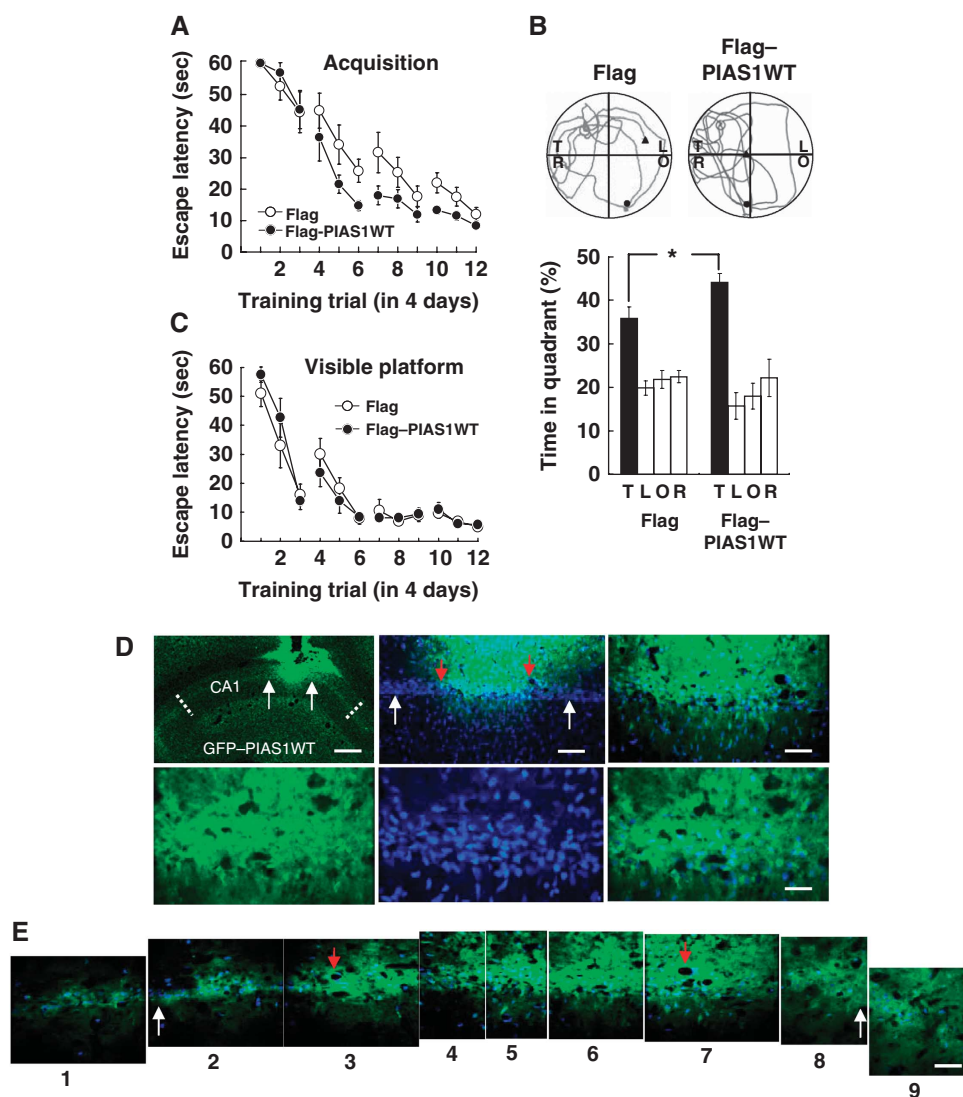 A
Acquisition
Escape latency (sec)
60
50
40
30
20
10
0
Flag
Flag-PIAS1WT
2 4 6 8 10 12
Training trial (in 4 days)
B
Flag
Flag–
PIAS1WT
T L
R O
T L
R O
Time in quadrant (%)
50
40
30
20
10
0
*
T L O R T L O R
Flag Flag–
PIAS1WT
C
Visible platform
Escape latency (sec)
60
50
40
30
20
10
0
Flag
Flag–PIAS1WT
2 4 6 8 10 12
Training trial (in 4 days)
D
CA1
GFP–PIAS1WT
E
1 2 3 4 5 6 7 8 9